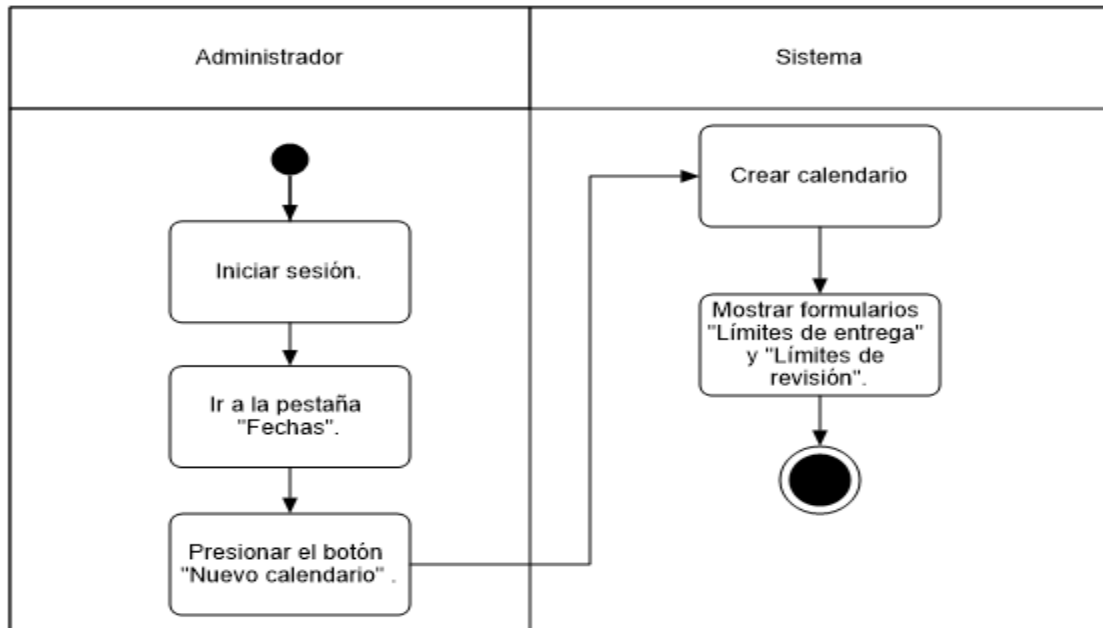 Administrador
Sistema
Iniciar sesión.
Ir a la pestaña
"Fechas".
Presionar el botón
"Nuevo calendario" .
Crear calendario
Mostrar formularios
"Límites de entrega"
y "Límites de
revisión".